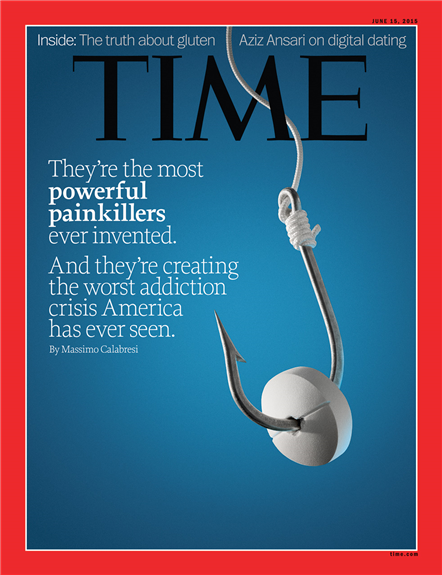 JUNE 15, 2015
Inside: The truth about gluten
Aziz Ansari on digital dating
TIME
They're the most
powerful
painkillers
ever invented.
And they're creating
the worst addiction
crisis America
has ever seen.
By Massimo Calabresi
time.com